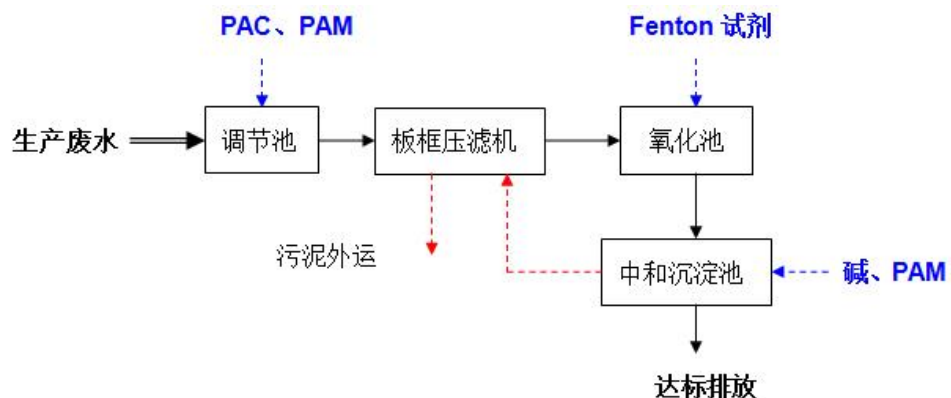 PAC、PAM
Fenton 试剂
生产废水
调节池
板框压滤机
氧化池
污泥外运
中和沉淀池
碱、PAM
达标排放